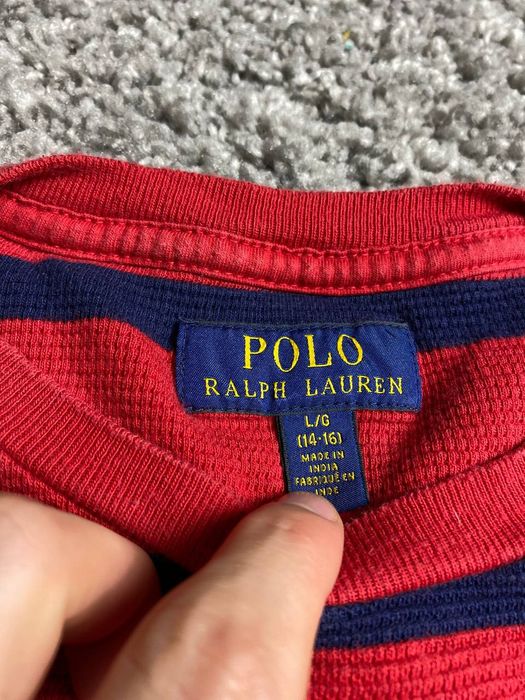 POLO
RALPH LAUREN
L/G
(14-16)
MADE IN
INDIA
FABRIQUÉ EN
INDE